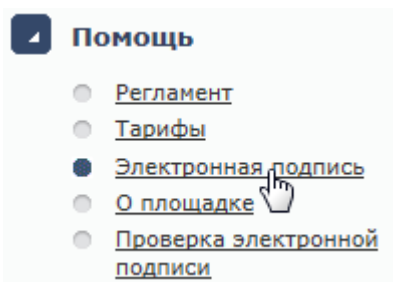 Помощь
Регламент
Тарифы
Электронная подпись
О площадке
Проверка электронной
подписи